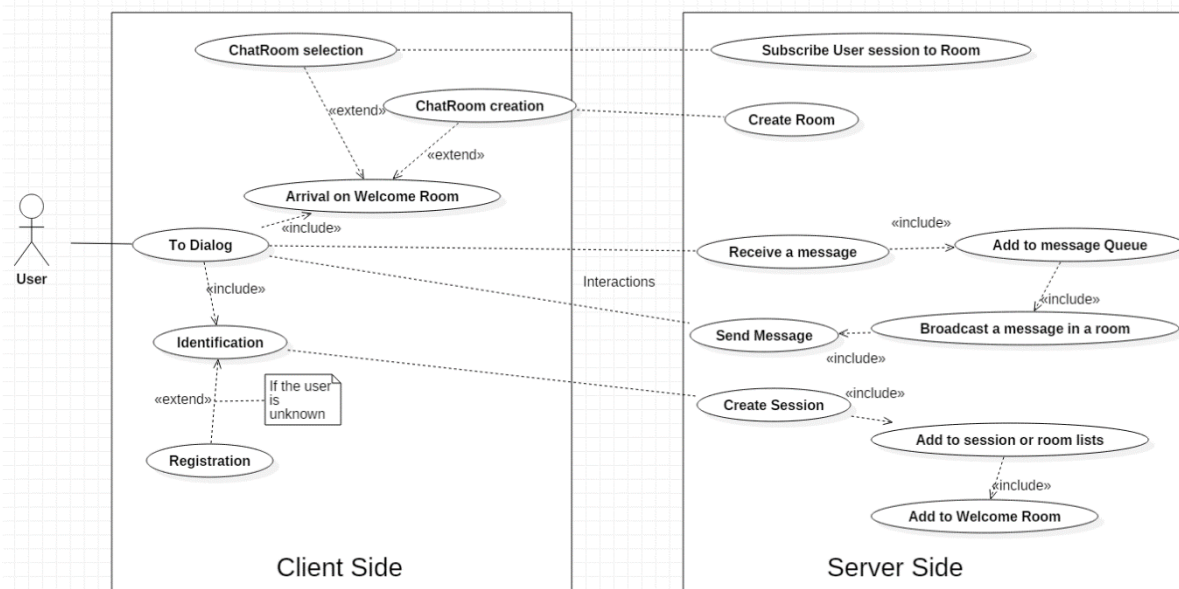 ChatRoom selection
Subscribe User session to Room
«extend»
ChatRoom creation
Create Room
«extend»
Arrival on Welcome Room
«include»
To Dialog
User
Receive a message
«include»
Add to message Queue
Interactions
«include»
«include»
Identification
Send Message
Broadcast a message in a room
«include»
If the user
is
unknown
«extend»
Registration
Create Session
«include»
Add to session or room lists
«include»
Add to Welcome Room
Client Side
Server Side